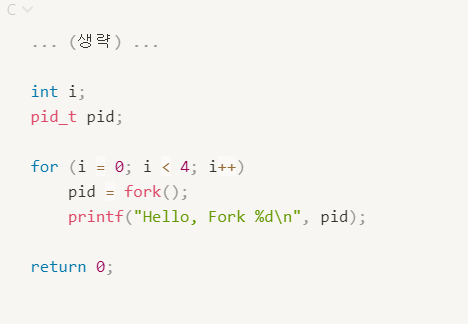 C
... (생략) ...
int i;
pid_t pid;
for (i = 0; i < 4; i++)
pid = fork();
printf("Hello, Fork %d\n", pid);
return 0;